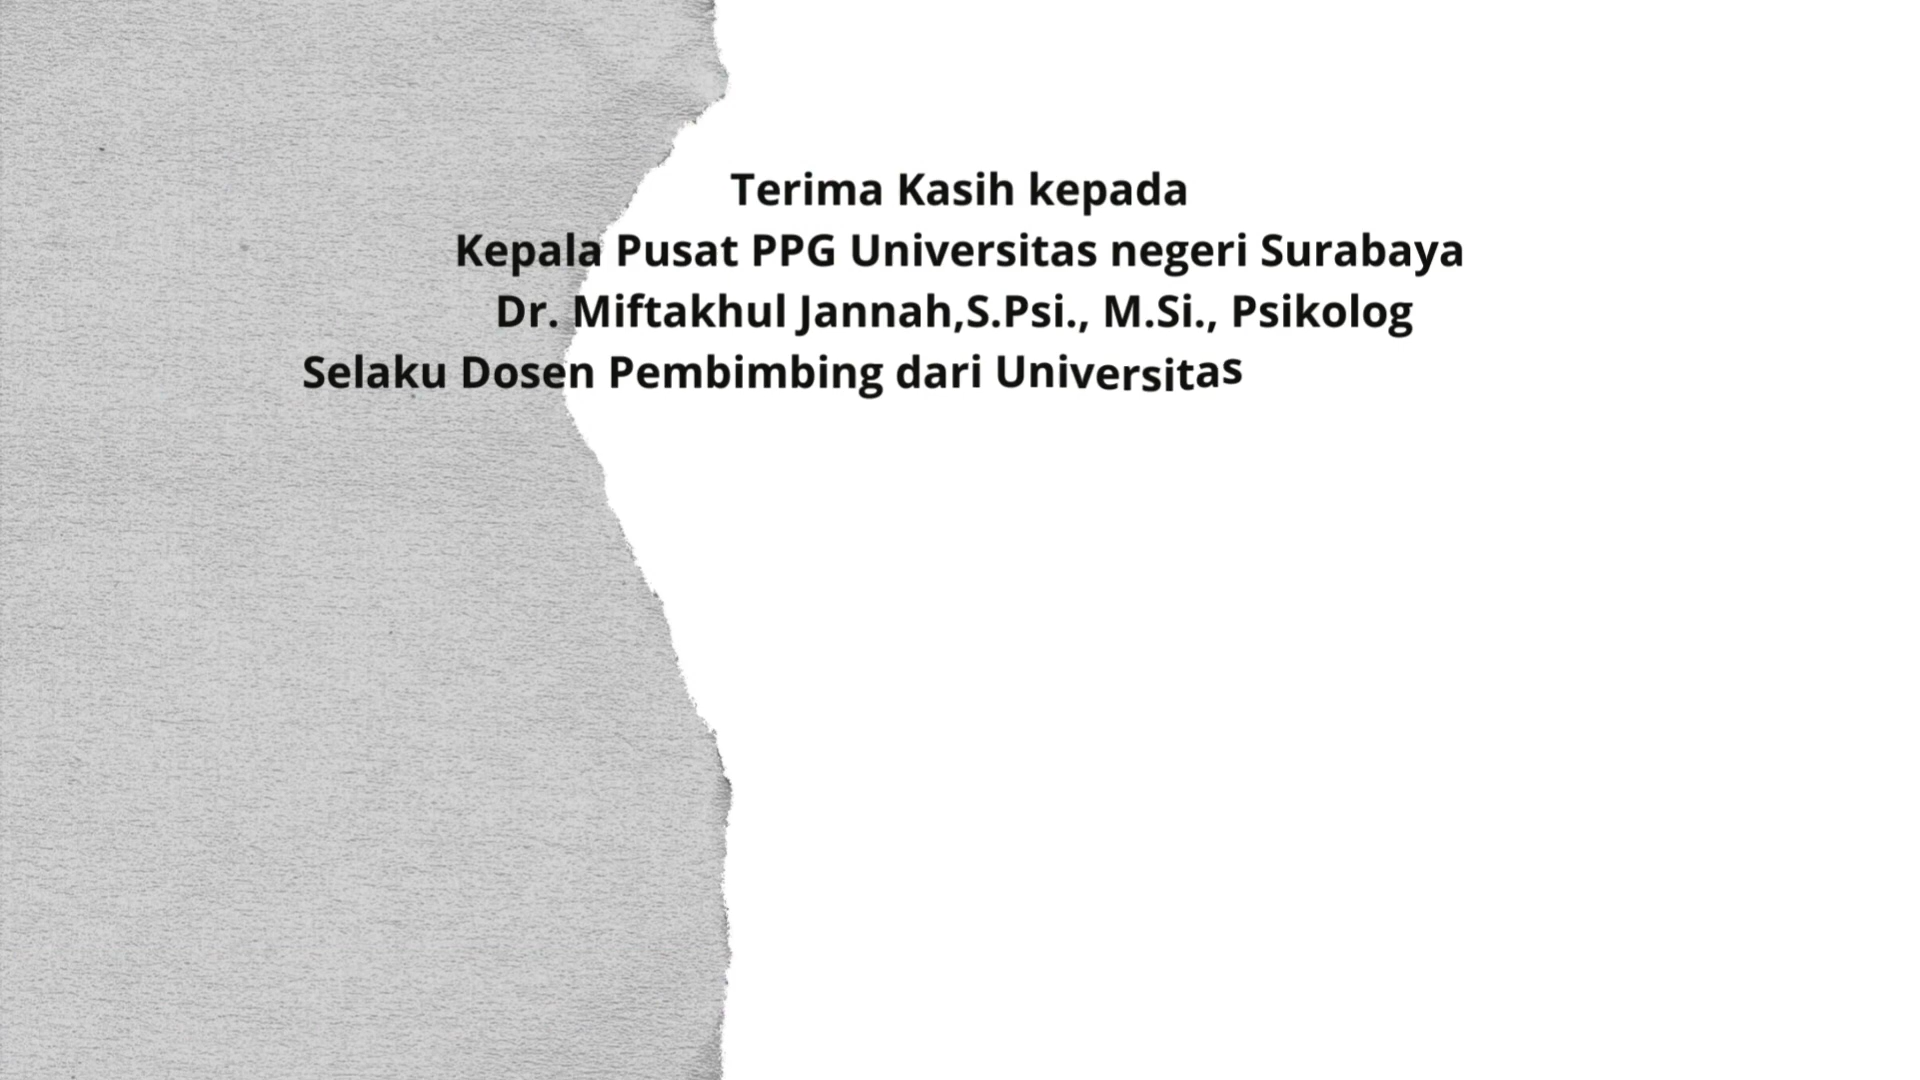 Terima Kasih kepada
Kepala Pusat PPG Universitas negeri Surabaya
Dr. Miftakhul Jannah,S.Psi., M.Si., Psikolog
Selaku Dosen Pembimbing dari Universitas